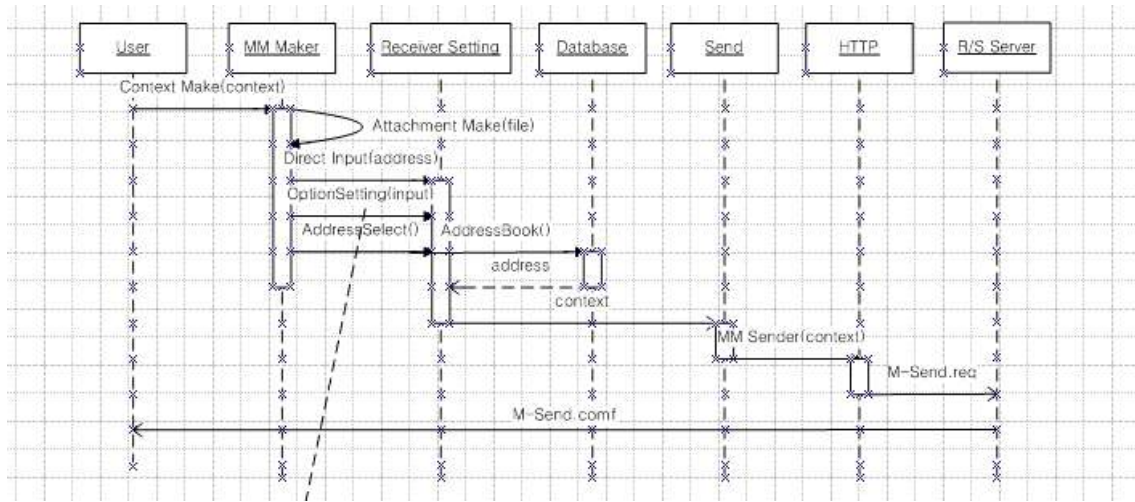 User
MM Maker
Receiver Setting
Database
Send
HTTP
R/S Server
Context Make(context)
Attachment Make(file)
Direct Input(address)
OptionSetting(input)
AddressSelect()
AddressBook()
address
context
MM Sender(context)
M-Send.req
M-Send.comf